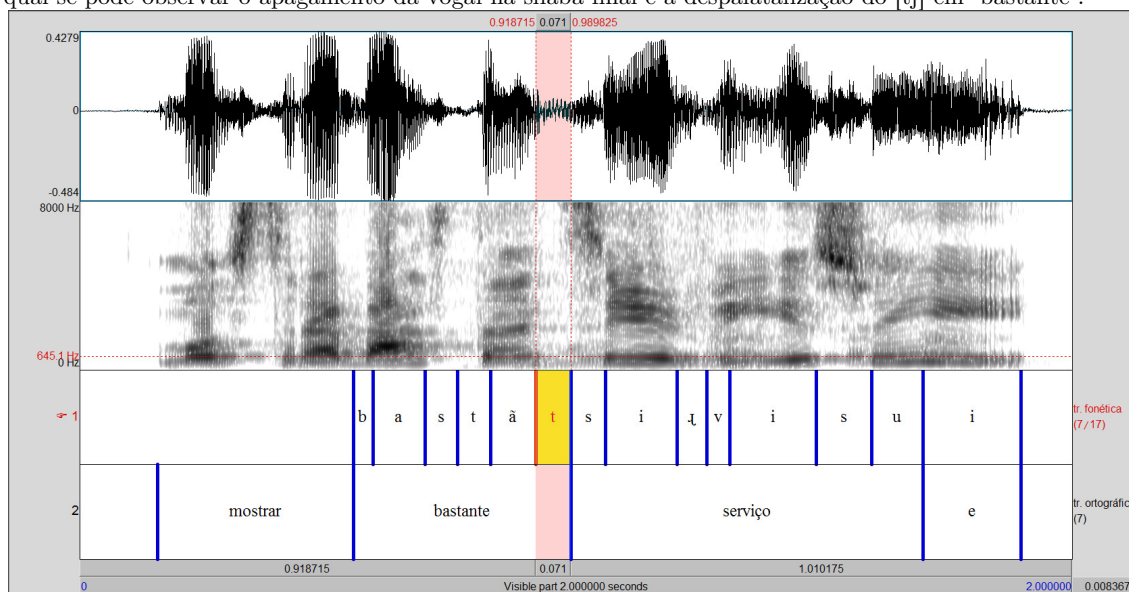 qual se pode observar o apagamento da vogal na sílaba final e a despalatalização do [tʃ] em "bastante".
0.918715 0.071 0.989825
0.4279
0
-0.484
8000 Hz
645.1 Hz
0 Hz
☞ 1
b a s t ã t s i ɻ v i s u i
tr. fonética
(7/17)
2
mostrar bastante serviço e
tr. ortográfic
(7)
0.918715 0.071 1.010175
0 Visible part 2.000000 seconds 2.000000 0.008367